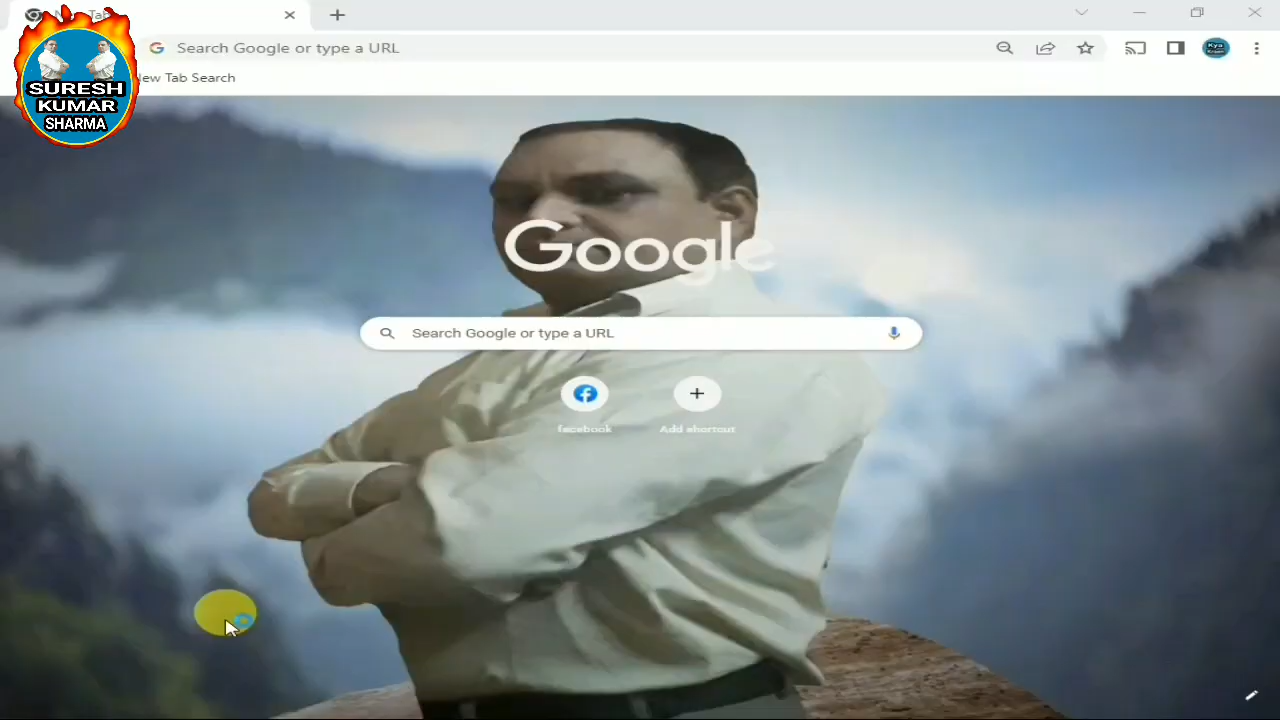 Search Google or type a URL
New Tab Search
SURESH
KUMAR
SHARMA
Google
Search Google or type a URL
facebook
Add shortcut